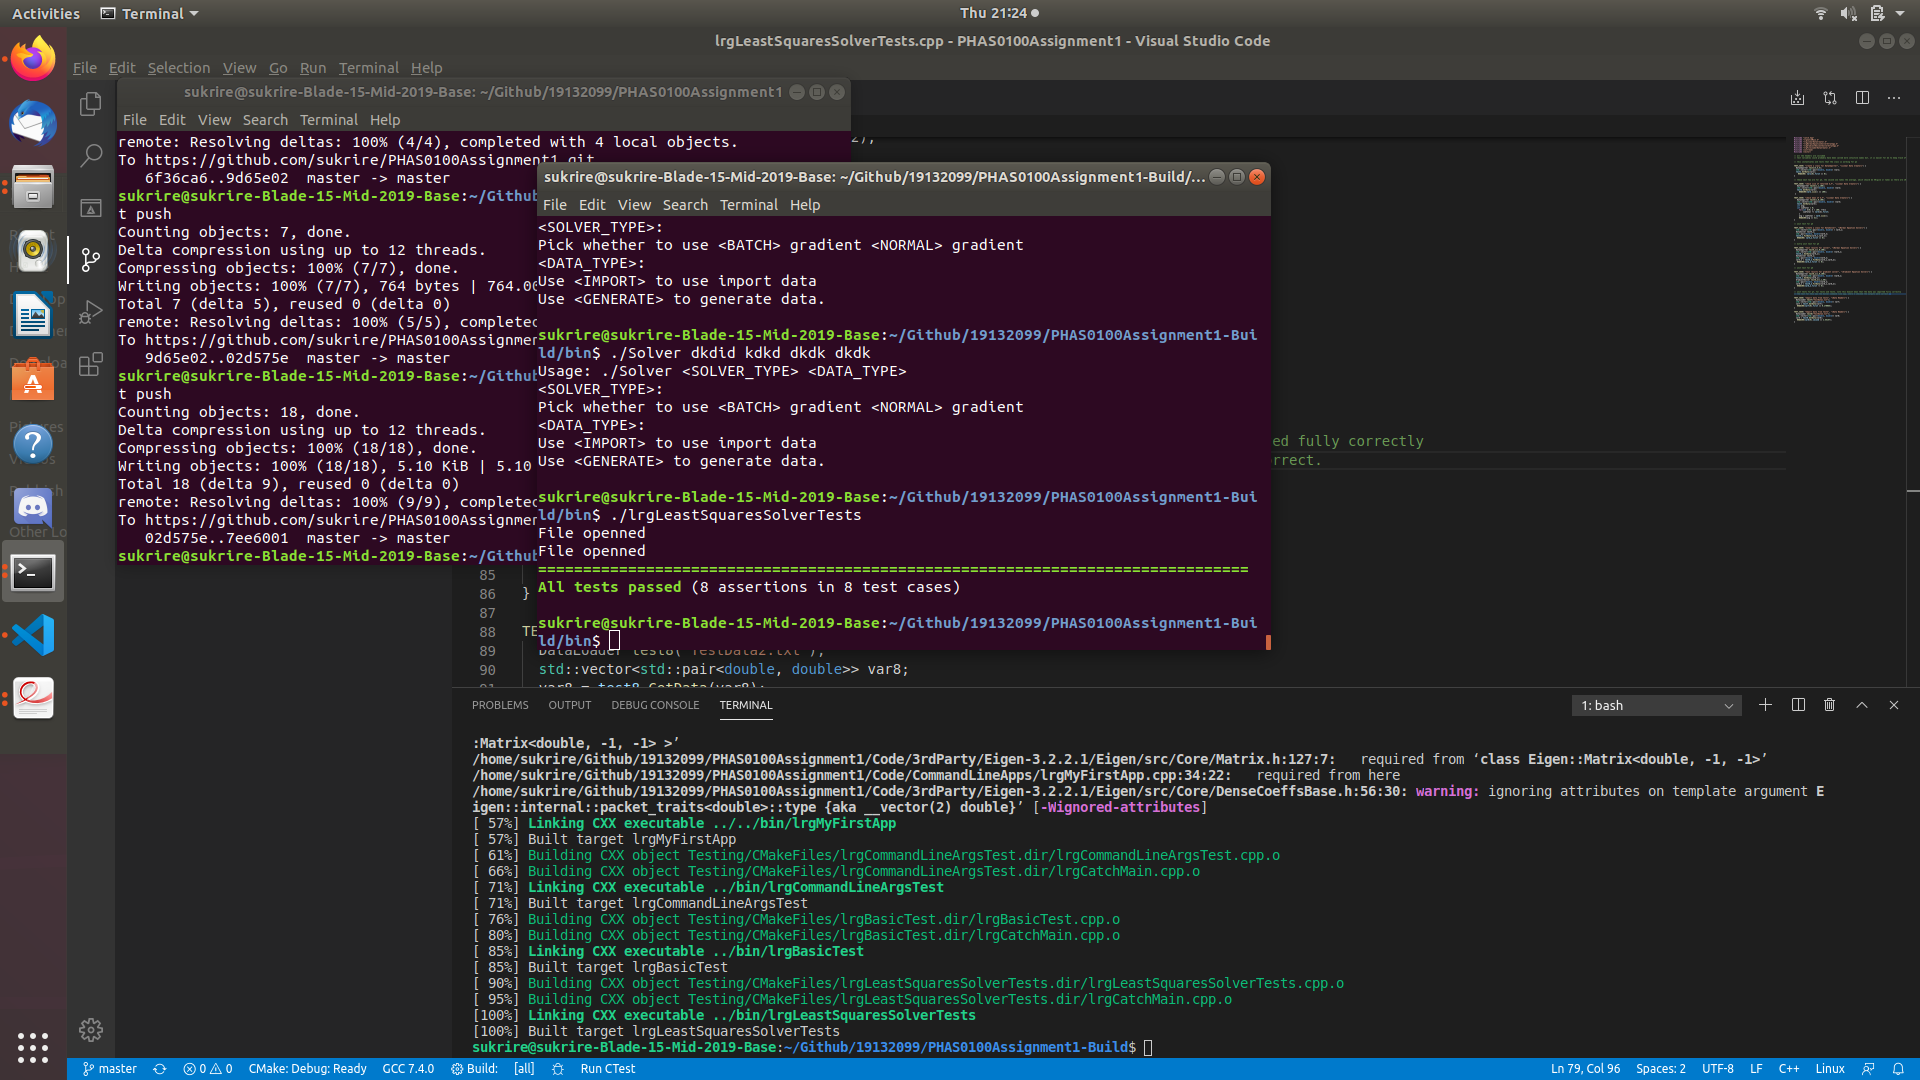 Activities
Terminal
Thu 21:24
lrgLeastSquaresSolverTests.cpp - PHAS0100Assignment1 - Visual Studio Code
File Edit Selection View Go Run Terminal Help
sukrire@sukrire-Blade-15-Mid-2019-Base: ~/Github/19132099/PHAS0100Assignment1
File Edit View Search Terminal Help
remote: Resolving deltas: 100% (4/4), completed with 4 local objects.
To https://github.com/sukrire/PHAS0100Assignment1.git
6f36ca6..9d65e02 master -> master
sukrire@sukrire-Blade-15-Mid-2019-Base:~/Github
t push
Counting objects: 7, done.
Delta compression using up to 12 threads.
Compressing objects: 100% (7/7), done.
Writing objects: 100% (7/7), 764 bytes | 764.00
Total 7 (delta 5), reused 0 (delta 0)
remote: Resolving deltas: 100% (5/5), completed
To https://github.com/sukrire/PHAS0100Assignmen
9d65e02..02d575e master -> master
sukrire@sukrire-Blade-15-Mid-2019-Base:~/Github
t push
Counting objects: 18, done.
Delta compression using up to 12 threads.
Compressing objects: 100% (18/18), done.
Writing objects: 100% (18/18), 5.10 KiB | 5.10
Total 18 (delta 9), reused 0 (delta 0)
remote: Resolving deltas: 100% (9/9), completed
To https://github.com/sukrire/PHAS0100Assignmen
02d575e..7ee6001 master -> master
sukrire@sukrire-Blade-15-Mid-2019-Base:~/Github
sukrire@sukrire-Blade-15-Mid-2019-Base: ~/Github/19132099/PHAS0100Assignment1-Build/...
File Edit View Search Terminal Help
<SOLVER_TYPE>:
Pick whether to use <BATCH> gradient <NORMAL> gradient
<DATA_TYPE>:
Use <IMPORT> to use import data
Use <GENERATE> to generate data.
sukrire@sukrire-Blade-15-Mid-2019-Base:~/Github/19132099/PHAS0100Assignment1-Bui
ld/bin$ ./Solver dkdid kdkd dkdk dkdk
Usage: ./Solver <SOLVER_TYPE> <DATA_TYPE>
<SOLVER_TYPE>:
Pick whether to use <BATCH> gradient <NORMAL> gradient
<DATA_TYPE>:
Use <IMPORT> to use import data
Use <GENERATE> to generate data.
sukrire@sukrire-Blade-15-Mid-2019-Base:~/Github/19132099/PHAS0100Assignment1-Bui
ld/bin$ ./lrgLeastSquaresSolverTests
File openned
File openned
===============================================================================
All tests passed (8 assertions in 8 test cases)
sukrire@sukrire-Blade-15-Mid-2019-Base:~/Github/19132099/PHAS0100Assignment1-Bui
ld/bin$
ed fully correctly
rrect.
85
86 }
87
88 TE
89 DataLoader test8("TestData2.txt");
90 std::vector<std::pair<double, double>> var8;
91 var8 = test8.GetData(var8);
PROBLEMS OUTPUT DEBUG CONSOLE TERMINAL
1: bash
:Matrix<double, -1, -1> >’
/home/sukrire/Github/19132099/PHAS0100Assignment1/Code/3rdParty/Eigen-3.2.2.1/Eigen/src/Core/Matrix.h:127:7:   required from ‘class Eigen::Matrix<double, -1, -1>’
/home/sukrire/Github/19132099/PHAS0100Assignment1/Code/CommandLineApps/lrgMyFirstApp.cpp:34:22:   required from here
/home/sukrire/Github/19132099/PHAS0100Assignment1/Code/3rdParty/Eigen-3.2.2.1/Eigen/src/Core/DenseCoeffsBase.h:56:30: warning: ignoring attributes on template argument E
igen::internal::packet_traits<double>::type {aka __vector(2) double}’ [-Wignored-attributes]
[ 57%] Linking CXX executable ../../bin/lrgMyFirstApp
[ 57%] Built target lrgMyFirstApp
[ 61%] Building CXX object Testing/CMakeFiles/lrgCommandLineArgsTest.dir/lrgCommandLineArgsTest.cpp.o
[ 66%] Building CXX object Testing/CMakeFiles/lrgCommandLineArgsTest.dir/lrgCatchMain.cpp.o
[ 71%] Linking CXX executable ../bin/lrgCommandLineArgsTest
[ 71%] Built target lrgCommandLineArgsTest
[ 76%] Building CXX object Testing/CMakeFiles/lrgBasicTest.dir/lrgBasicTest.cpp.o
[ 80%] Building CXX object Testing/CMakeFiles/lrgBasicTest.dir/lrgCatchMain.cpp.o
[ 85%] Linking CXX executable ../bin/lrgBasicTest
[ 85%] Built target lrgBasicTest
[ 90%] Building CXX object Testing/CMakeFiles/lrgLeastSquaresSolverTests.dir/lrgLeastSquaresSolverTests.cpp.o
[ 95%] Building CXX object Testing/CMakeFiles/lrgLeastSquaresSolverTests.dir/lrgCatchMain.cpp.o
[100%] Linking CXX executable ../bin/lrgLeastSquaresSolverTests
[100%] Built target lrgLeastSquaresSolverTests
sukrire@sukrire-Blade-15-Mid-2019-Base:~/Github/19132099/PHAS0100Assignment1-Build$
master 0 0 CMake: Debug: Ready GCC 7.4.0 Build: [all] Run CTest Ln 79, Col 96 Spaces: 2 UTF-8 LF C++ Linux